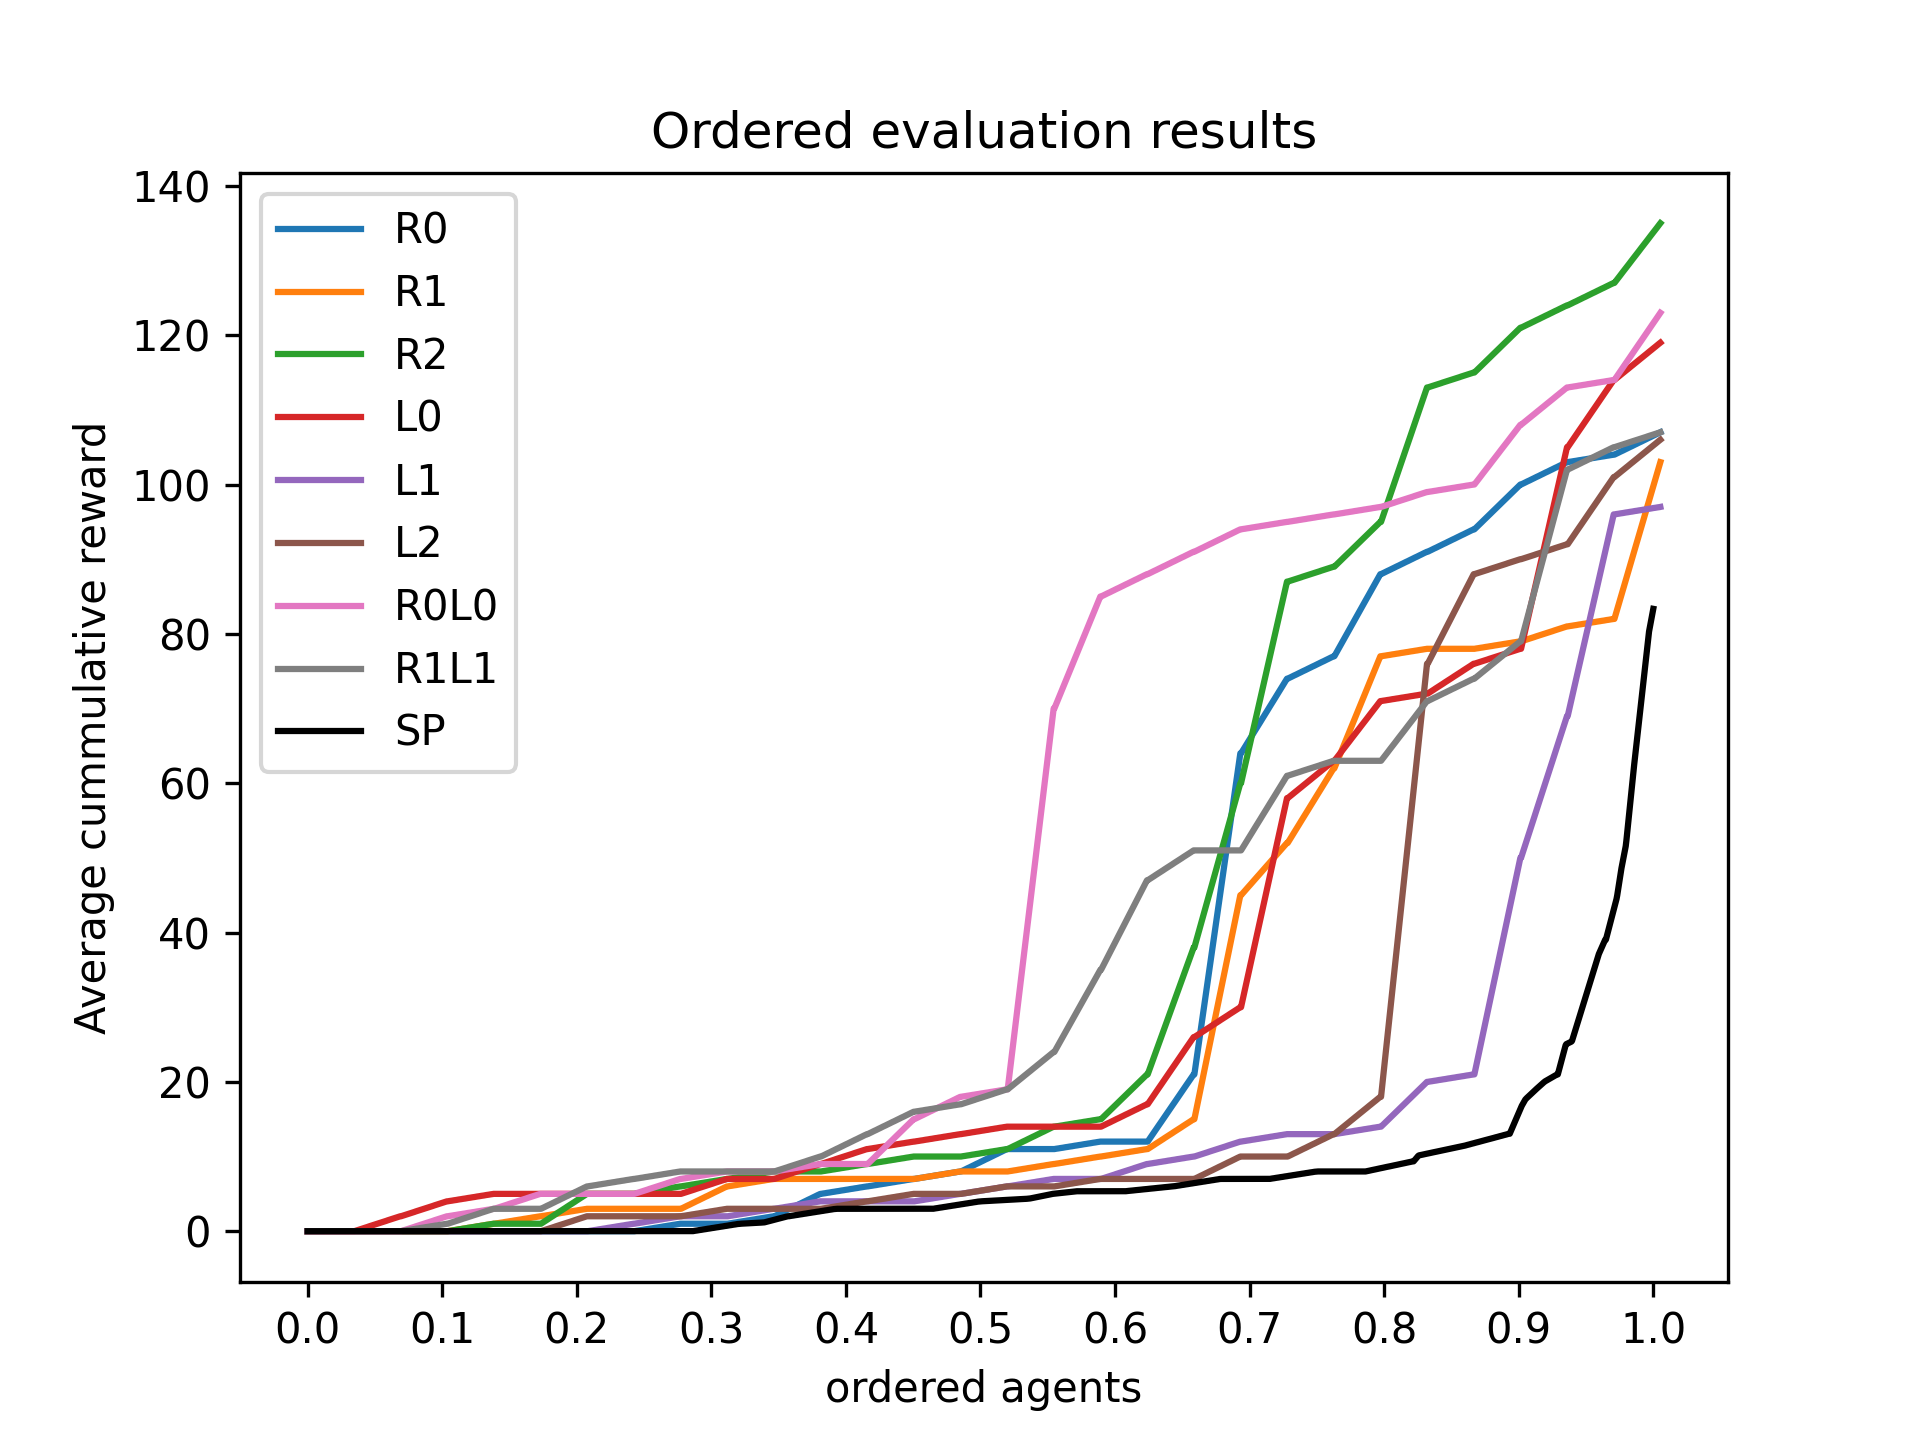 Ordered evaluation results
Average cummulative reward
140
120
100
80
60
40
20
0
R0
R1
R2
L0
L1
L2
R0L0
R1L1
SP
0.0 0.1 0.2 0.3 0.4 0.5 0.6 0.7 0.8 0.9 1.0
ordered agents